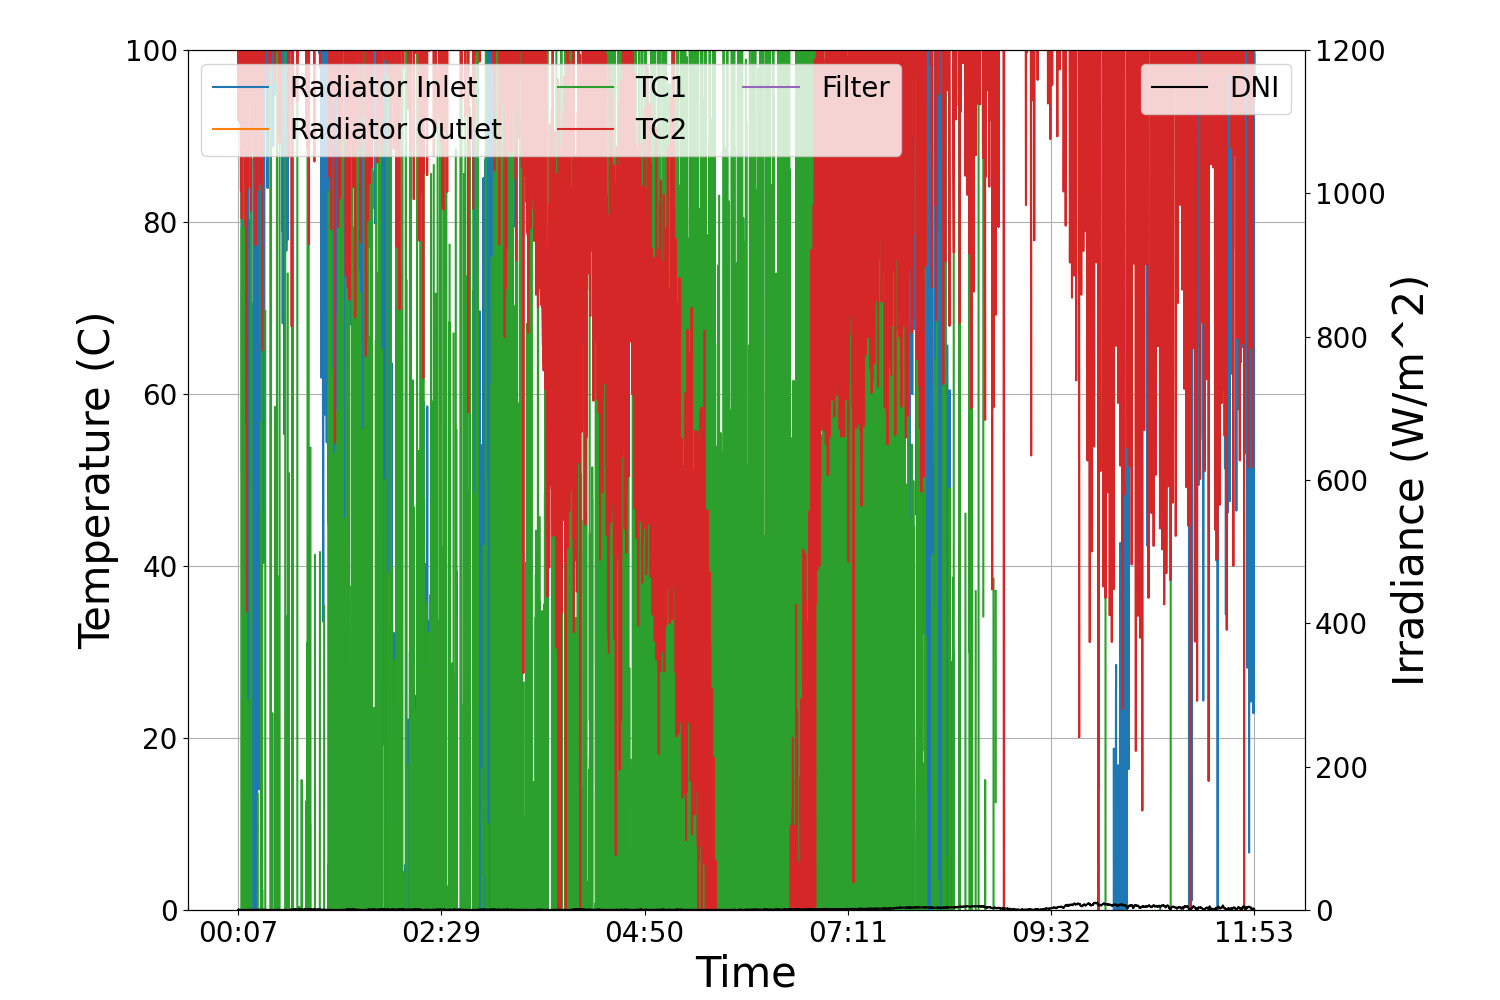 100
80
60
40
20
0
Temperature (C)
Radiator Inlet
Radiator Outlet
TC1
TC2
Filter
DNI
1200
1000
800
600
400
200
0
Irradiance (W/m^2)
00:07
02:29
04:50
07:11
09:32
11:53
Time